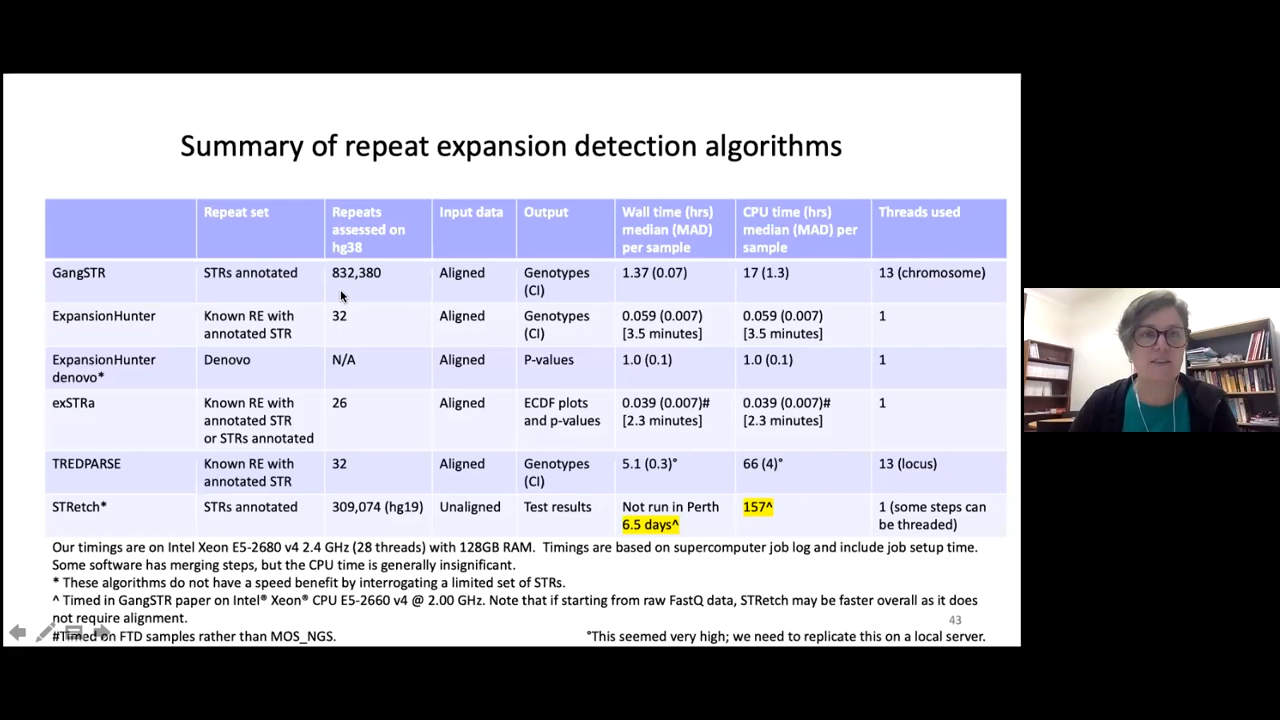 Summary of repeat expansion detection algorithms
Repeat set
Repeats assessed on hg38
Input data
Output
Wall time (hrs) median (MAD) per sample
CPU time (hrs) median (MAD) per sample
Threads used
GangSTR
STRs annotated
832,380
Aligned
Genotypes (CI)
1.37 (0.07)
17 (1.3)
13 (chromosome)
ExpansionHunter
Known RE with annotated STR
32
Aligned
Genotypes (CI)
0.059 (0.007) [3.5 minutes]
0.059 (0.007) [3.5 minutes]
1
ExpansionHunter denovo*
Denovo
N/A
Aligned
P-values
1.0 (0.1)
1.0 (0.1)
1
exSTRa
Known RE with annotated STR or STRs annotated
26
Aligned
ECDF plots and p-values
0.039 (0.007)# [2.3 minutes]
0.039 (0.007)# [2.3 minutes]
1
TREDPARSE
Known RE with annotated STR
32
Aligned
Genotypes (CI)
5.1 (0.3)°
66 (4)°
13 (locus)
STRetch*
STRs annotated
309,074 (hg19)
Unaligned
Test results
Not run in Perth 6.5 days^
157^
1 (some steps can be threaded)
Our timings are on Intel Xeon E5-2680 v4 2.4 GHz (28 threads) with 128GB RAM. Timings are based on supercomputer job log and include job setup time.
Some software has merging steps, but the CPU time is generally insignificant.
* These algorithms do not have a speed benefit by interrogating a limited set of STRs.
^ Timed in GangSTR paper on Intel® Xeon® CPU E5-2660 v4 @ 2.00 GHz. Note that if starting from raw FastQ data, STRetch may be faster overall as it does
not require alignment.
43
#Timed on FTD samples rather than MOS_NGS.
°This seemed very high; we need to replicate this on a local server.